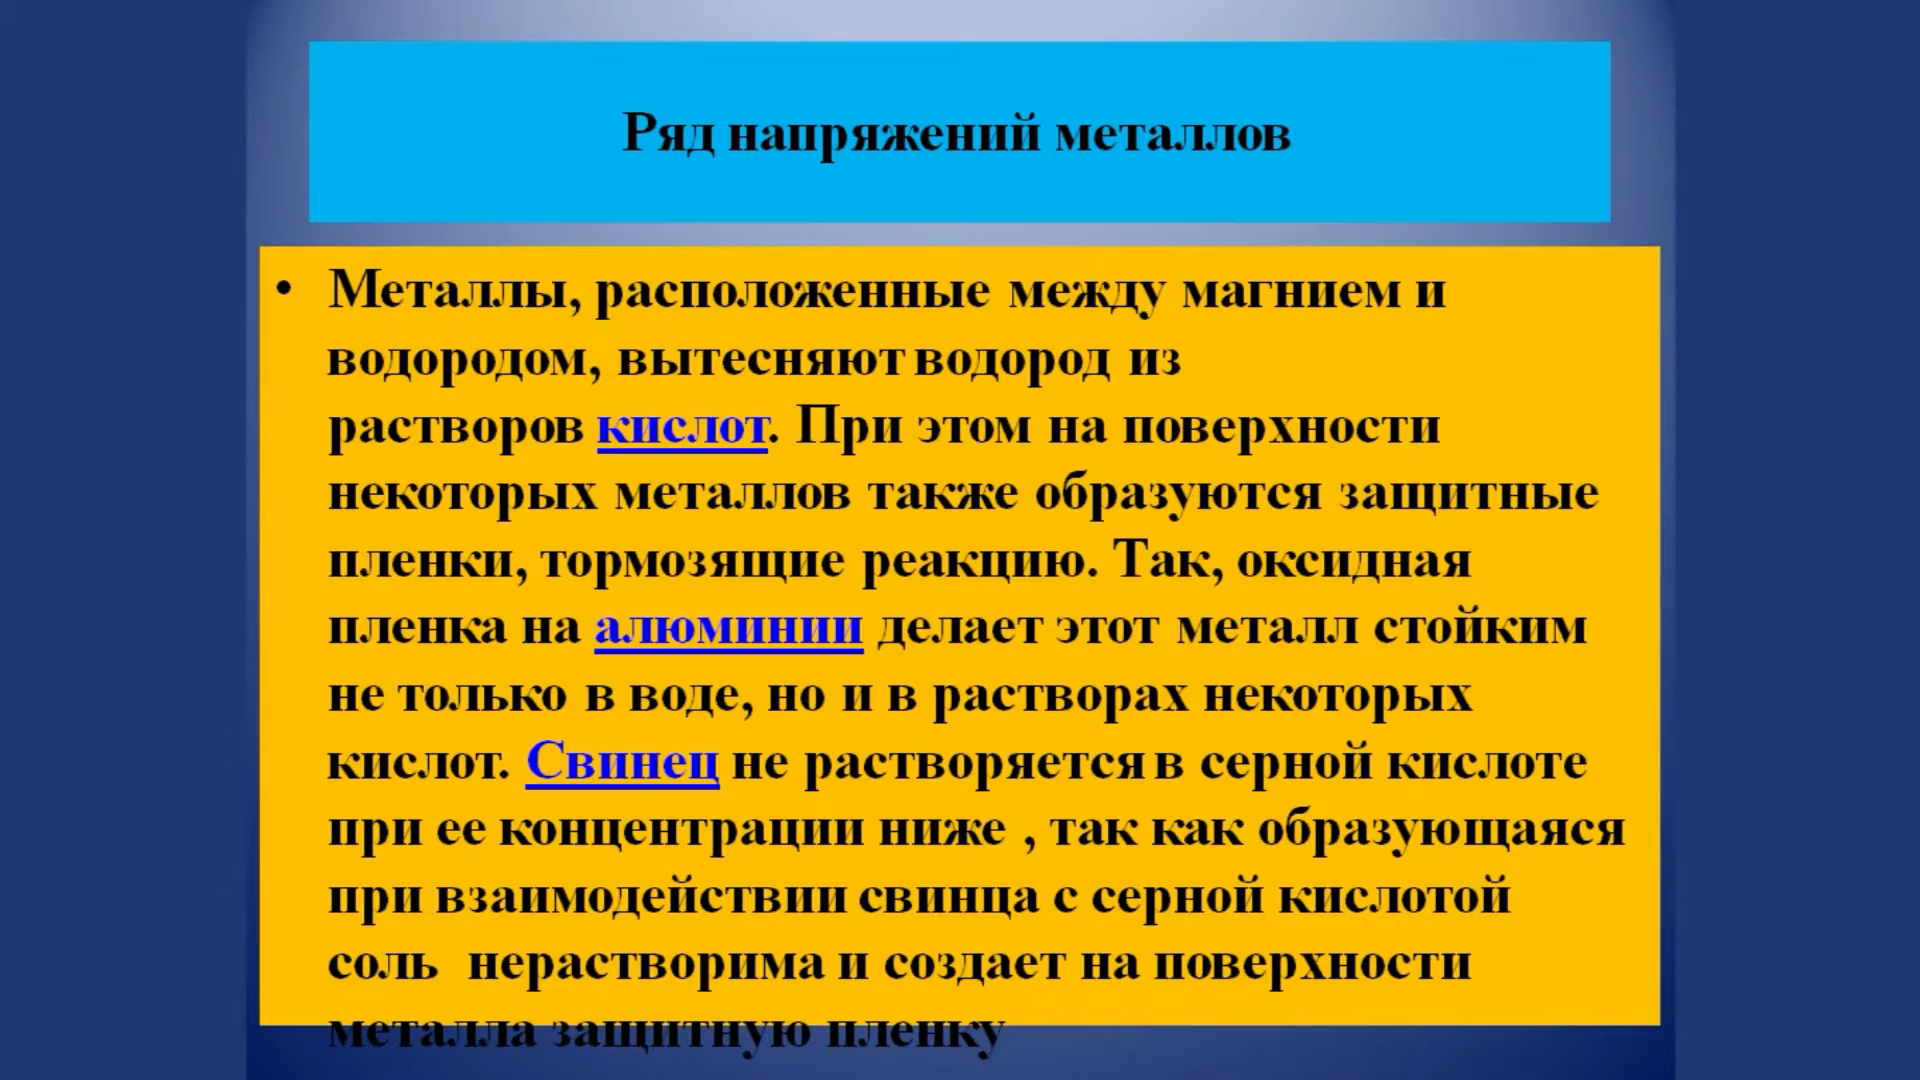 Ряд напряжений металлов
• Металлы, расположенные между магнием и
водородом, вытесняют водород из
растворов кислот. При этом на поверхности
некоторых металлов также образуются защитные
пленки, тормозящие реакцию. Так, оксидная
пленка на алюминии делает этот металл стойким
не только в воде, но и в растворах некоторых
кислот. Свинец не растворяется в серной кислоте
при ее концентрации ниже , так как образующаяся
при взаимодействии свинца с серной кислотой
соль  нерастворима и создает на поверхности
металла защитную пленку